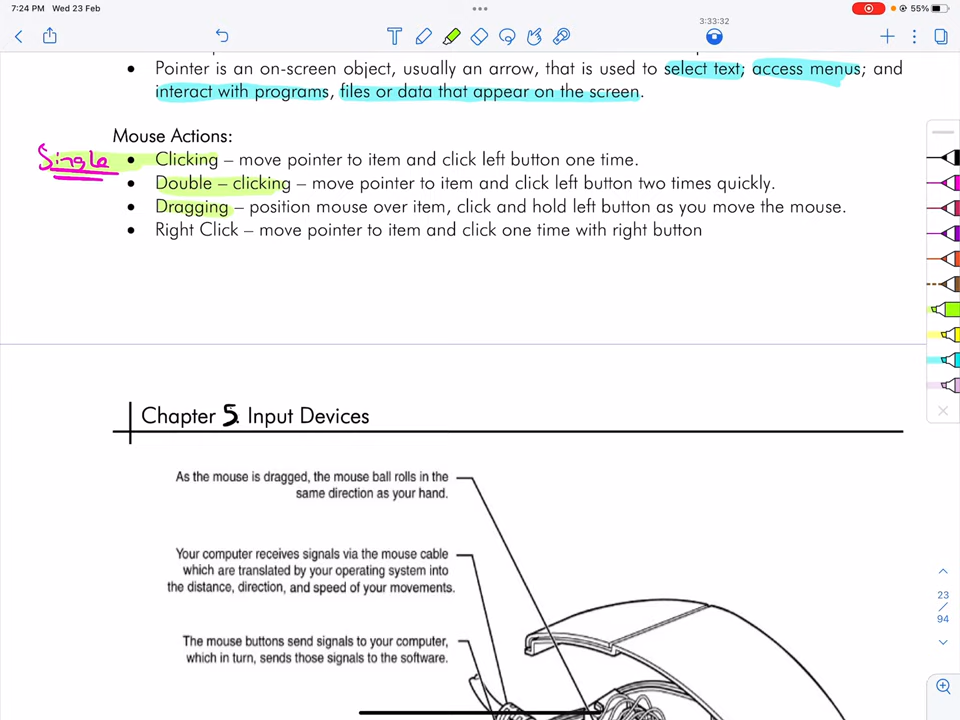 7:24 PM Wed 23 Feb
55%
3:33:32
• Pointer is an on-screen object, usually an arrow, that is used to select text; access menus; and
interact with programs, files or data that appear on the screen.
Mouse Actions:
Single • Clicking – move pointer to item and click left button one time.
• Double – clicking – move pointer to item and click left button two times quickly.
• Dragging – position mouse over item, click and hold left button as you move the mouse.
• Right Click – move pointer to item and click one time with right button
Chapter 5. Input Devices
As the mouse is dragged, the mouse ball rolls in the
same direction as your hand.
Your computer receives signals via the mouse cable
which are translated by your operating system into
the distance, direction, and speed of your movements.
The mouse buttons send signals to your computer,
which in turn, sends those signals to the software.
23
/
94